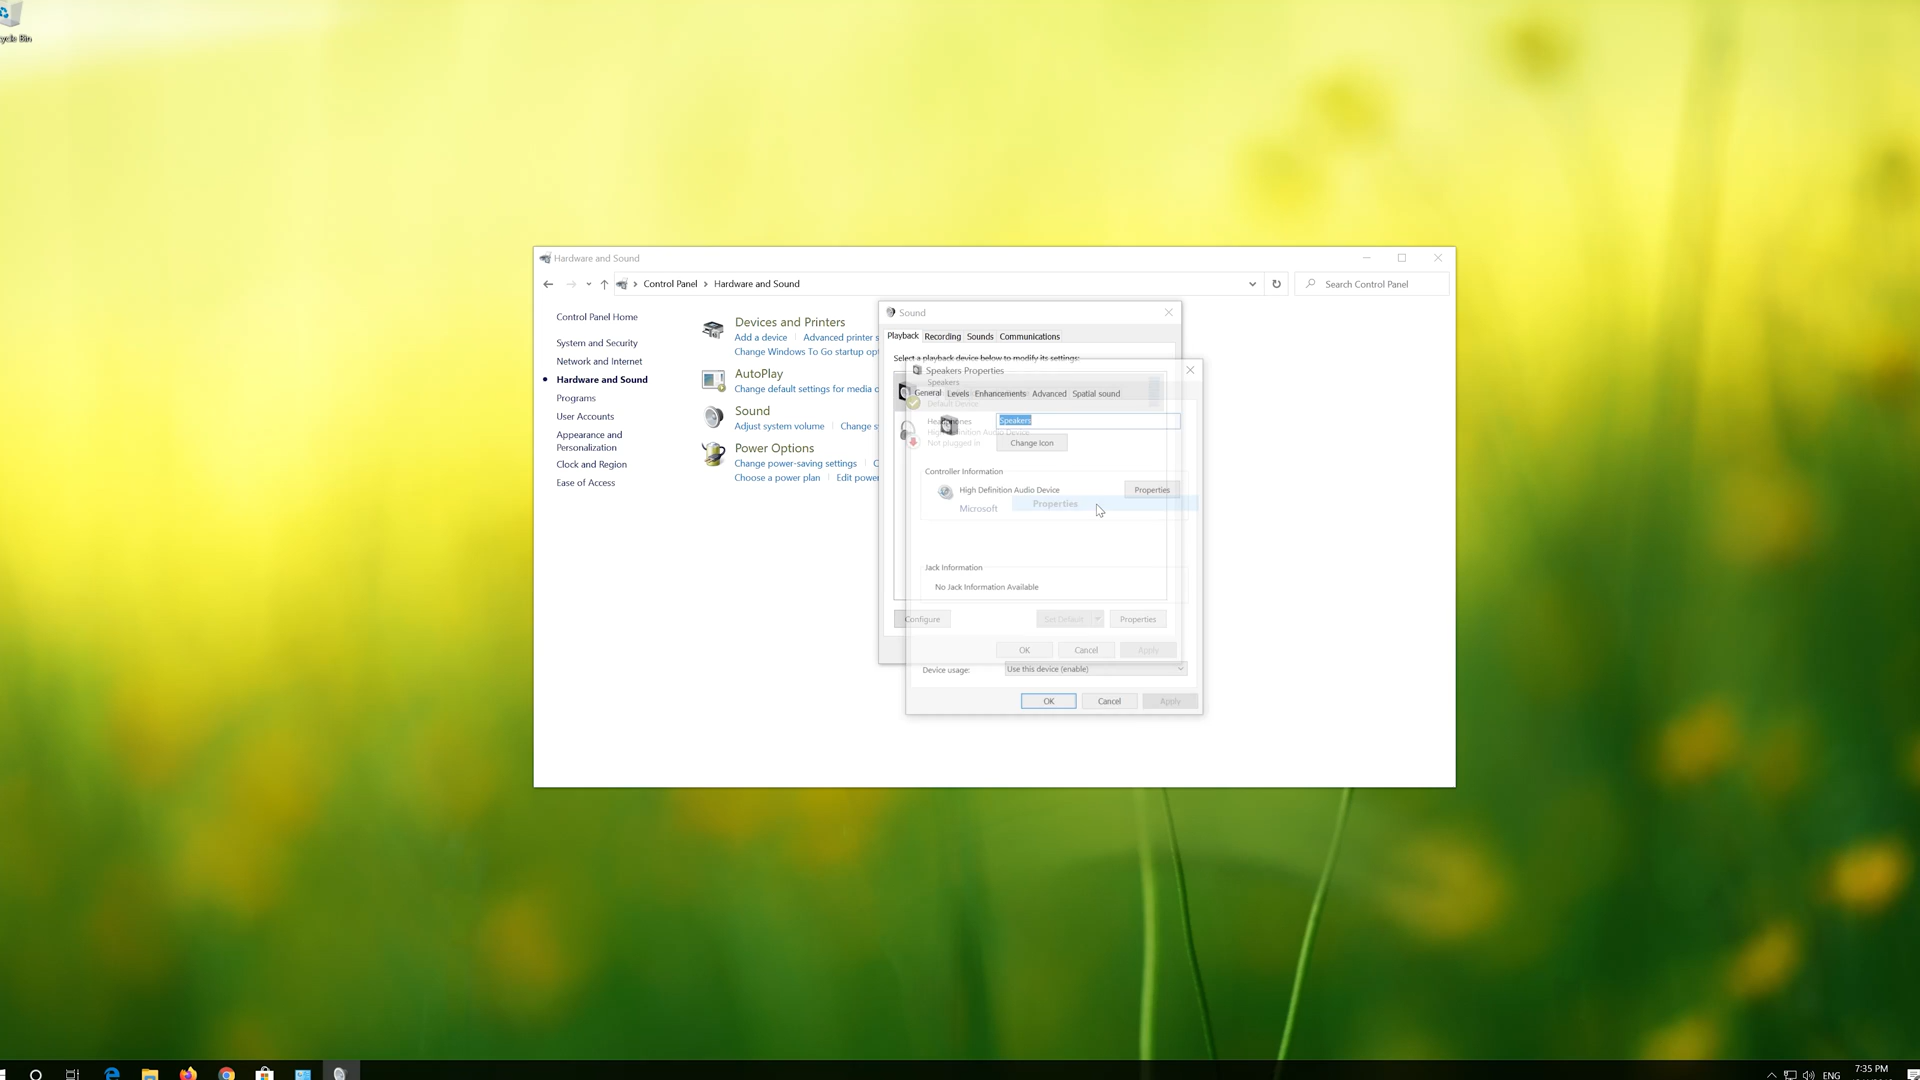 ycle Bin
Hardware and Sound
Control Panel
Hardware and Sound
Search Control Panel
Control Panel Home
System and Security
Network and Internet
Hardware and Sound
Programs
User Accounts
Appearance and
Personalization
Clock and Region
Ease of Access
Devices and Printers
Add a device
Advanced printer s
Change Windows To Go startup opt
AutoPlay
Change default settings for media o
Sound
Adjust system volume
Change sy
Power Options
Change power-saving settings
C
Choose a power plan
Edit power
Sound
Playback
Recording
Sounds
Communications
Select a playback device below to modify its settings:
Speakers
Default Device
Headphones
High Definition Audio Device
Not plugged in
Configure
Set Default
Properties
OK
Cancel
Apply
Speakers Properties
General
Levels
Enhancements
Advanced
Spatial sound
Speakers
Change Icon
Controller Information
High Definition Audio Device
Properties
Microsoft
Properties
Jack Information
No Jack Information Available
Device usage:
Use this device (enable)
OK
Cancel
Apply
ENG
7:35 PM